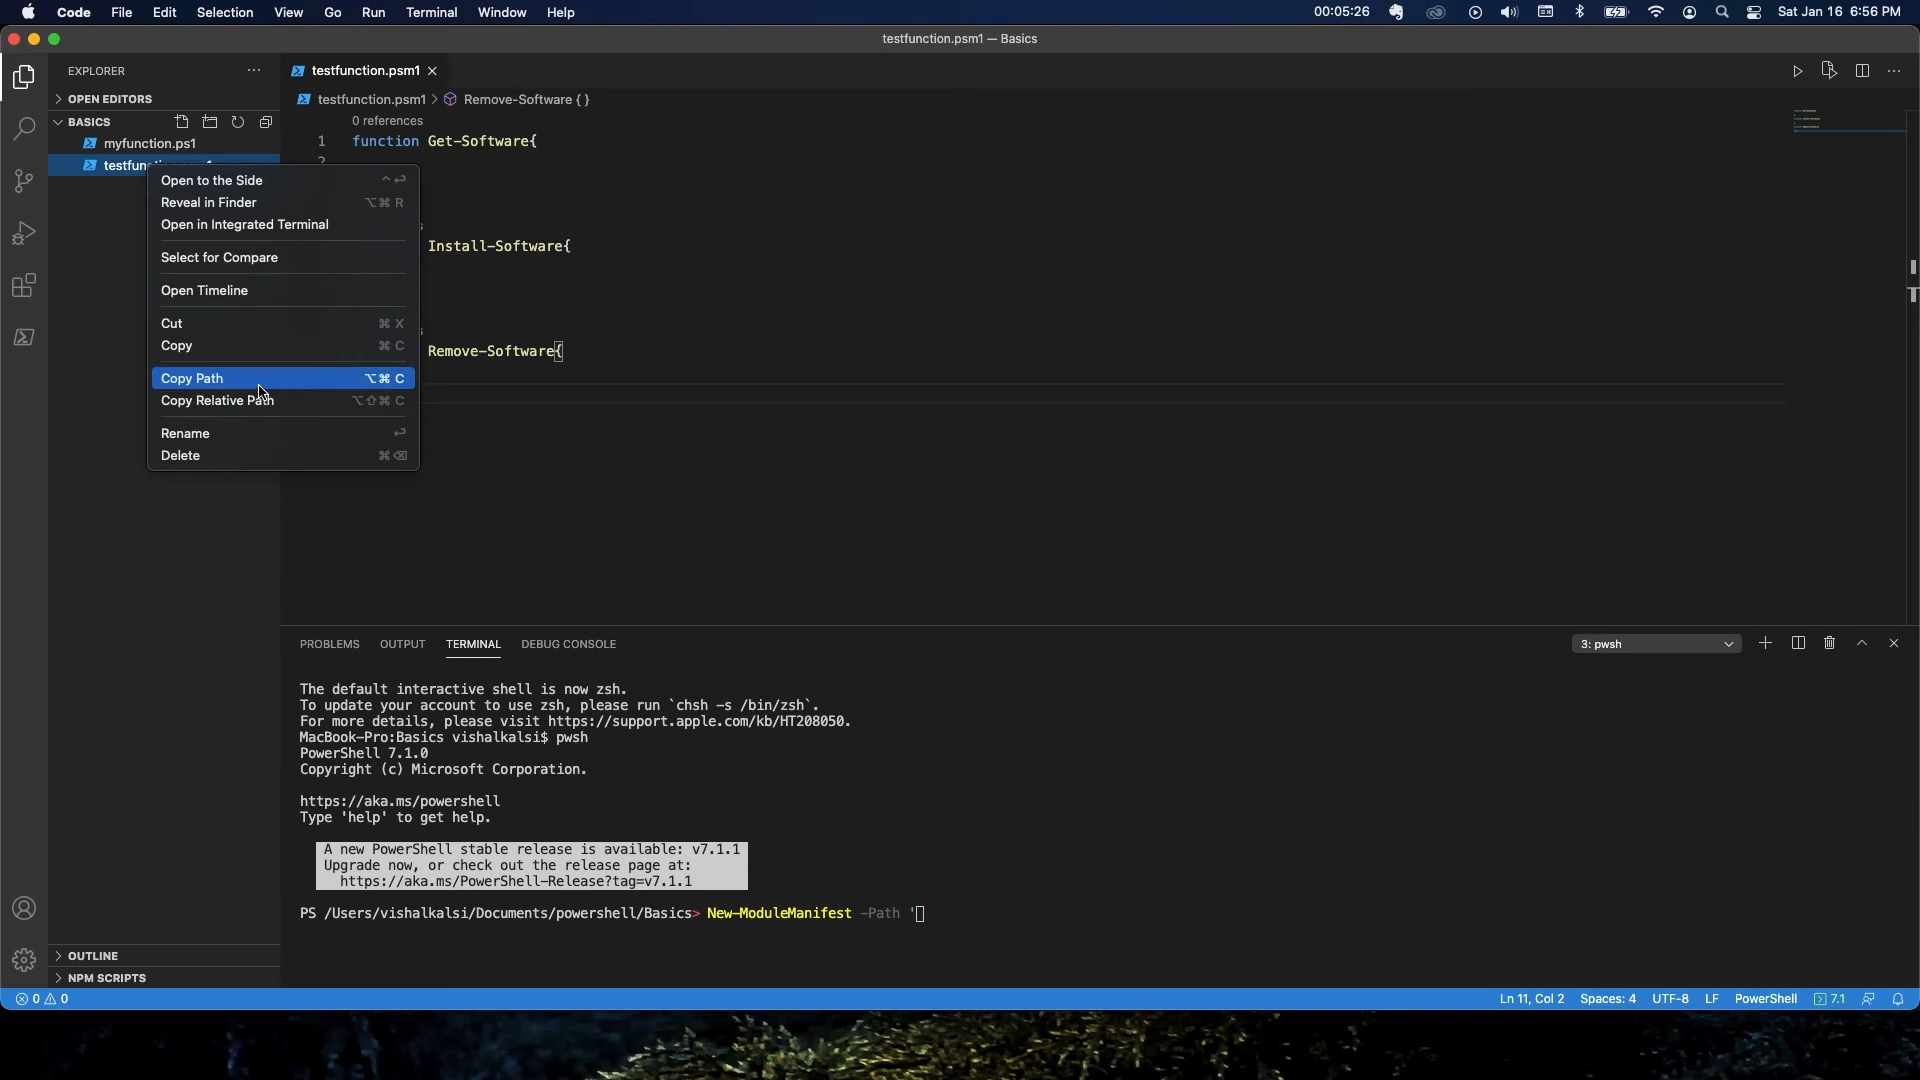 Code File Edit Selection View Go Run Terminal Window Help
00:05:26
Sat Jan 16 6:56 PM
testfunction.psm1 — Basics
EXPLORER
OPEN EDITORS
BASICS
myfunction.ps1
testfun
testfunction.psm1
testfunction.psm1 > Remove-Software { }
0 references
1 function Get-Software{
2
Install-Software{
Remove-Software{
Open to the Side ^ ⏎
Reveal in Finder ⌥⌘ R
Open in Integrated Terminal
Select for Compare
Open Timeline
Cut ⌘ X
Copy ⌘ C
Copy Path ⌥⌘ C
Copy Relative Path ⌥⇧⌘ C
Rename ⏎
Delete ⌘⌫
PROBLEMS OUTPUT TERMINAL DEBUG CONSOLE
3: pwsh
The default interactive shell is now zsh.
To update your account to use zsh, please run `chsh -s /bin/zsh`.
For more details, please visit https://support.apple.com/kb/HT208050.
MacBook-Pro:Basics vishalkalsi$ pwsh
PowerShell 7.1.0
Copyright (c) Microsoft Corporation.
https://aka.ms/powershell
Type 'help' to get help.
A new PowerShell stable release is available: v7.1.1
Upgrade now, or check out the release page at:
https://aka.ms/PowerShell-Release?tag=v7.1.1
PS /Users/vishalkalsi/Documents/powershell/Basics> New-ModuleManifest -Path '
OUTLINE
NPM SCRIPTS
0 0
Ln 11, Col 2 Spaces: 4 UTF-8 LF PowerShell 7.1